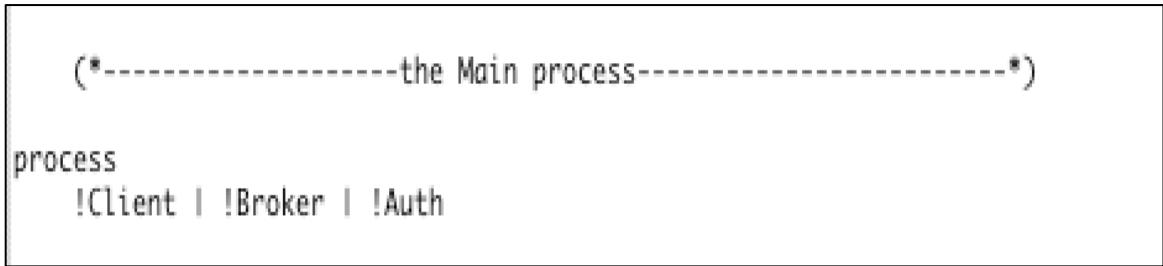 (*--------------------the Main process-------------------------*)
process
!Client | !Broker | !Auth